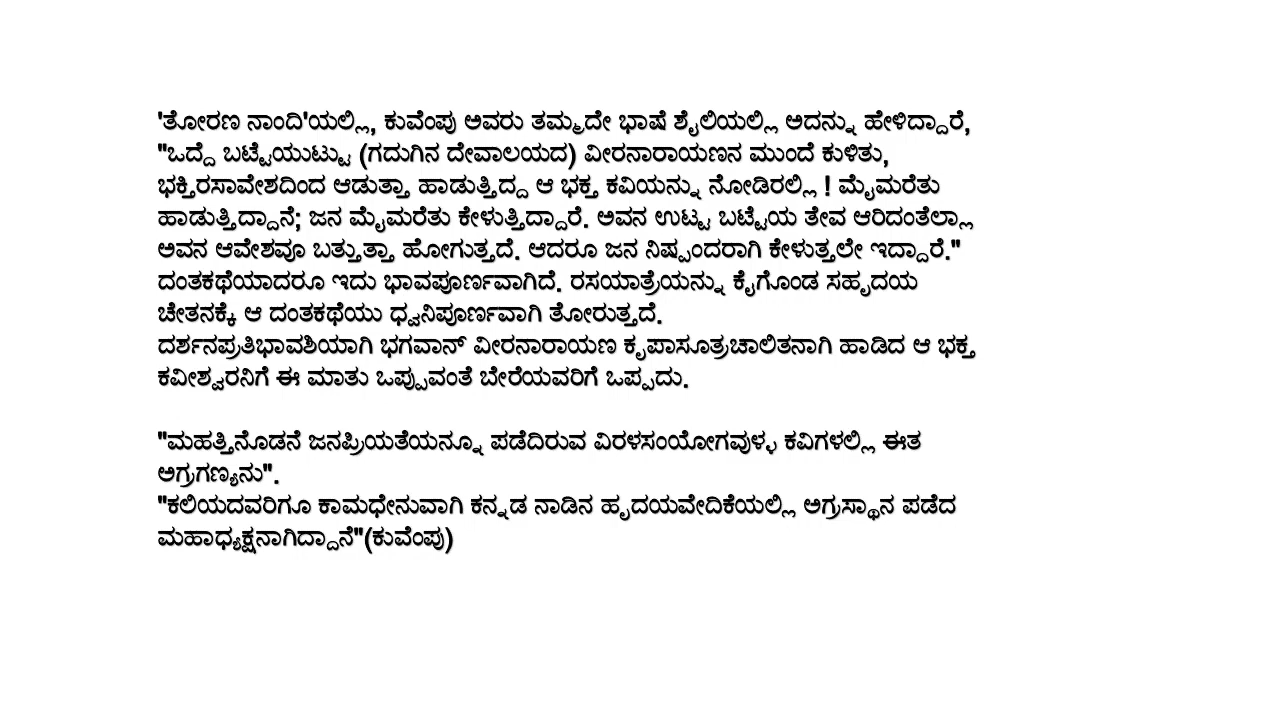 'ತೋರಣ ನಾಂದಿ'ಯಲ್ಲಿ, ಕುವೆಂಪು ಅವರು ತಮ್ಮದೇ ಭಾಷೆ ಶೈಲಿಯಲ್ಲಿ ಅದನ್ನು ಹೇಳಿದ್ದಾರೆ,
"ಒದ್ದೆ ಬಟ್ಟೆಯುಟ್ಟು (ಗದುಗಿನ ದೇವಾಲಯದ) ವೀರನಾರಾಯಣನ ಮುಂದೆ ಕುಳಿತು,
ಭಕ್ತಿರಸಾವೇಶದಿಂದ ಆಡುತ್ತಾ ಹಾಡುತ್ತಿದ್ದ ಆ ಭಕ್ತ ಕವಿಯನ್ನು ನೋಡಿರಲ್ಲಿ ! ಮೈಮರೆತು
ಹಾಡುತ್ತಿದ್ದಾನೆ; ಜನ ಮೈಮರೆತು ಕೇಳುತ್ತಿದ್ದಾರೆ. ಅವನ ಉಟ್ಟ ಬಟ್ಟೆಯ ತೇವ ಆರಿದಂತೆಲ್ಲಾ
ಅವನ ಆವೇಶವೂ ಬತ್ತುತ್ತಾ ಹೋಗುತ್ತದೆ. ಆದರೂ ಜನ ನಿಷ್ಪಂದರಾಗಿ ಕೇಳುತ್ತಲೇ ಇದ್ದಾರೆ."
ದಂತಕಥೆಯಾದರೂ ಇದು ಭಾವಪೂರ್ಣವಾಗಿದೆ. ರಸಯಾತ್ರೆಯನ್ನು ಕೈಗೊಂಡ ಸಹೃದಯ
ಚೇತನಕ್ಕೆ ಆ ದಂತಕಥೆಯು ಧ್ವನಿಪೂರ್ಣವಾಗಿ ತೋರುತ್ತದೆ.
ದರ್ಶನಪ್ರತಿಭಾವಶಿಯಾಗಿ ಭಗವಾನ್ ವೀರನಾರಾಯಣ ಕೃಪಾಸೂತ್ರಚಾಲಿತನಾಗಿ ಹಾಡಿದ ಆ ಭಕ್ತ
ಕವೀಶ್ವರನಿಗೆ ಈ ಮಾತು ಒಪ್ಪುವಂತೆ ಬೇರೆಯವರಿಗೆ ಒಪ್ಪದು.
"ಮಹತ್ತಿನೊಡನೆ ಜನಪ್ರಿಯತೆಯನ್ನೂ ಪಡೆದಿರುವ ವಿರಳಸಂಯೋಗವುಳ್ಳ ಕವಿಗಳಲ್ಲಿ ಈತ
ಅಗ್ರಗಣ್ಯನು".
"ಕಲಿಯದವರಿಗೂ ಕಾಮಧೇನುವಾಗಿ ಕನ್ನಡ ನಾಡಿನ ಹೃದಯವೇದಿಕೆಯಲ್ಲಿ ಅಗ್ರಸ್ಥಾನ ಪಡೆದ
ಮಹಾಧ್ಯಕ್ಷನಾಗಿದ್ದಾನೆ"(ಕುವೆಂಪು)